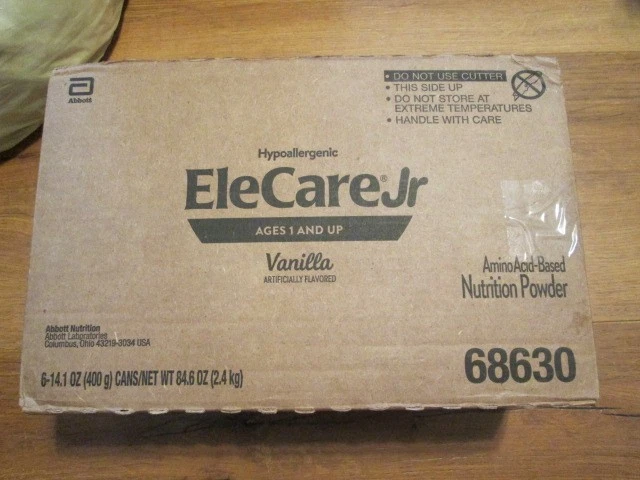 Abbott
• DO NOT USE CUTTER
• THIS SIDE UP
• DO NOT STORE AT
EXTREME TEMPERATURES
• HANDLE WITH CARE
Hypoallergenic
EleCare® Jr
AGES 1 AND UP
Vanilla
ARTIFICIALLY FLAVORED
Amino Acid-Based
Nutrition Powder
Abbott Nutrition
Abbott Laboratories
Columbus, Ohio 43219-3034 USA
6-14.1 OZ (400 g) CANS/NET WT 84.6 OZ (2.4 kg)
68630